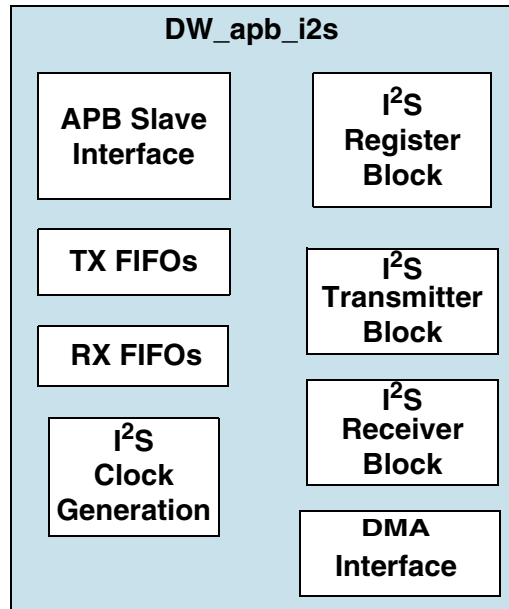 DW_apb_i2s
APB Slave
Interface
TX FIFOs
RX FIFOs
I²S
Clock
Generation
I²S
Register
Block
I²S
Transmitter
Block
I²S
Receiver
Block
DMA
Interface